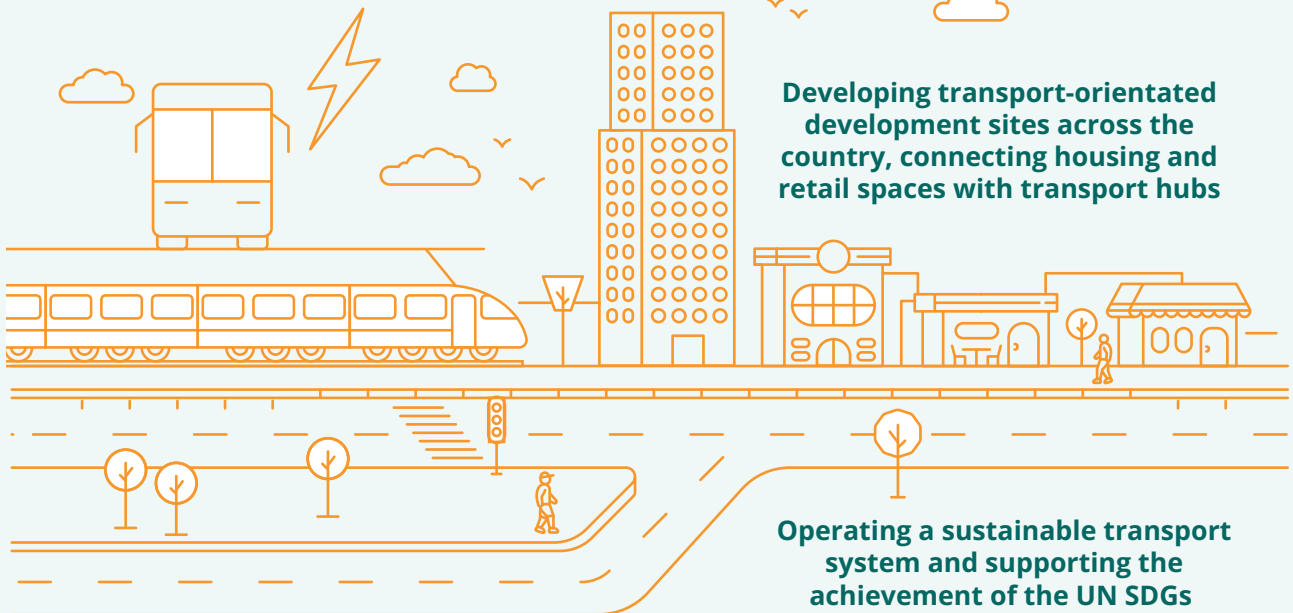 Developing transport-orientated
development sites across the
country, connecting housing and
retail spaces with transport hubs
Operating a sustainable transport
system and supporting the
achievement of the UN SDGs